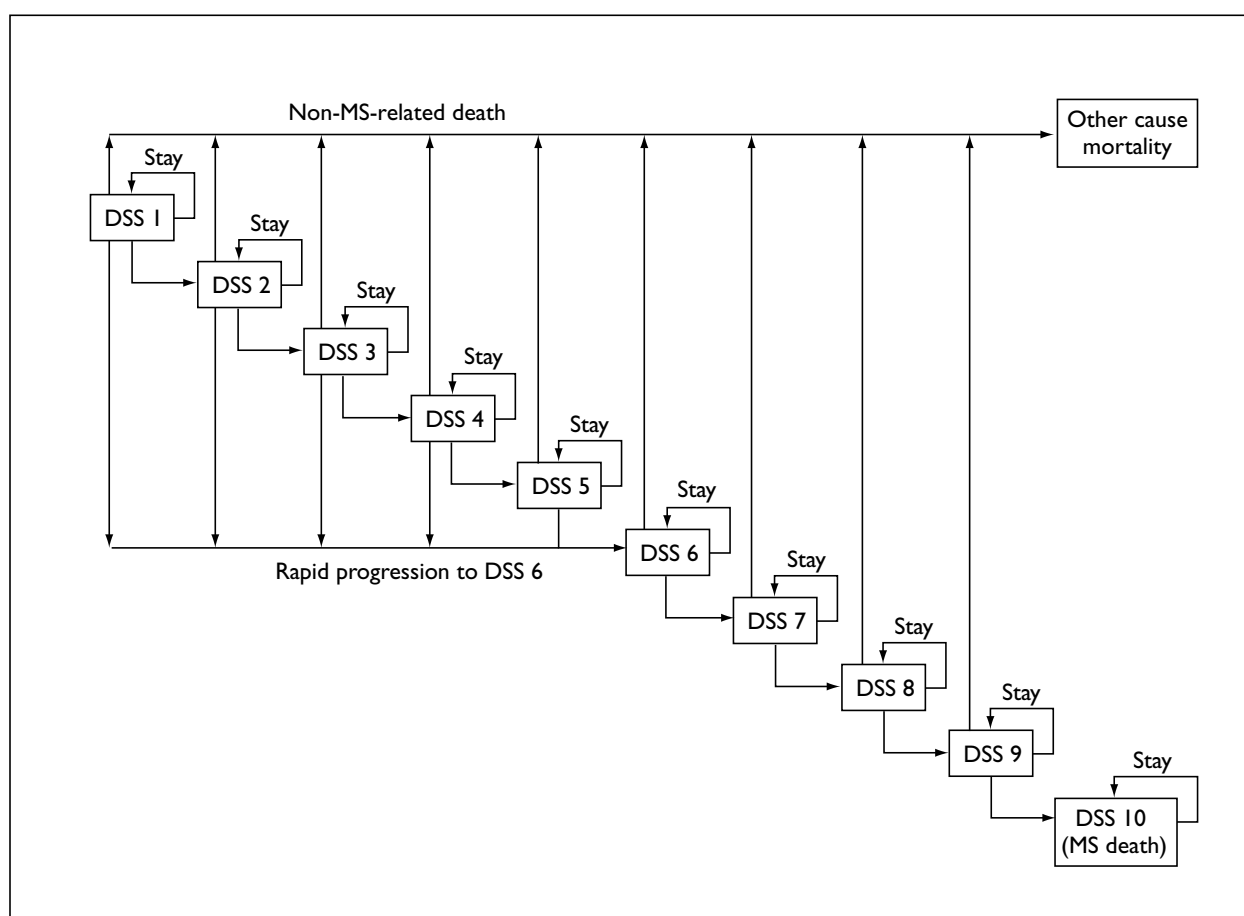 Non-MS-related death
Other cause
mortality
Stay
DSS 1
Stay
DSS 2
Stay
DSS 3
Stay
DSS 4
Stay
DSS 5
Stay
DSS 6
Rapid progression to DSS 6
Stay
DSS 7
Stay
DSS 8
Stay
DSS 9
Stay
DSS 10
(MS death)